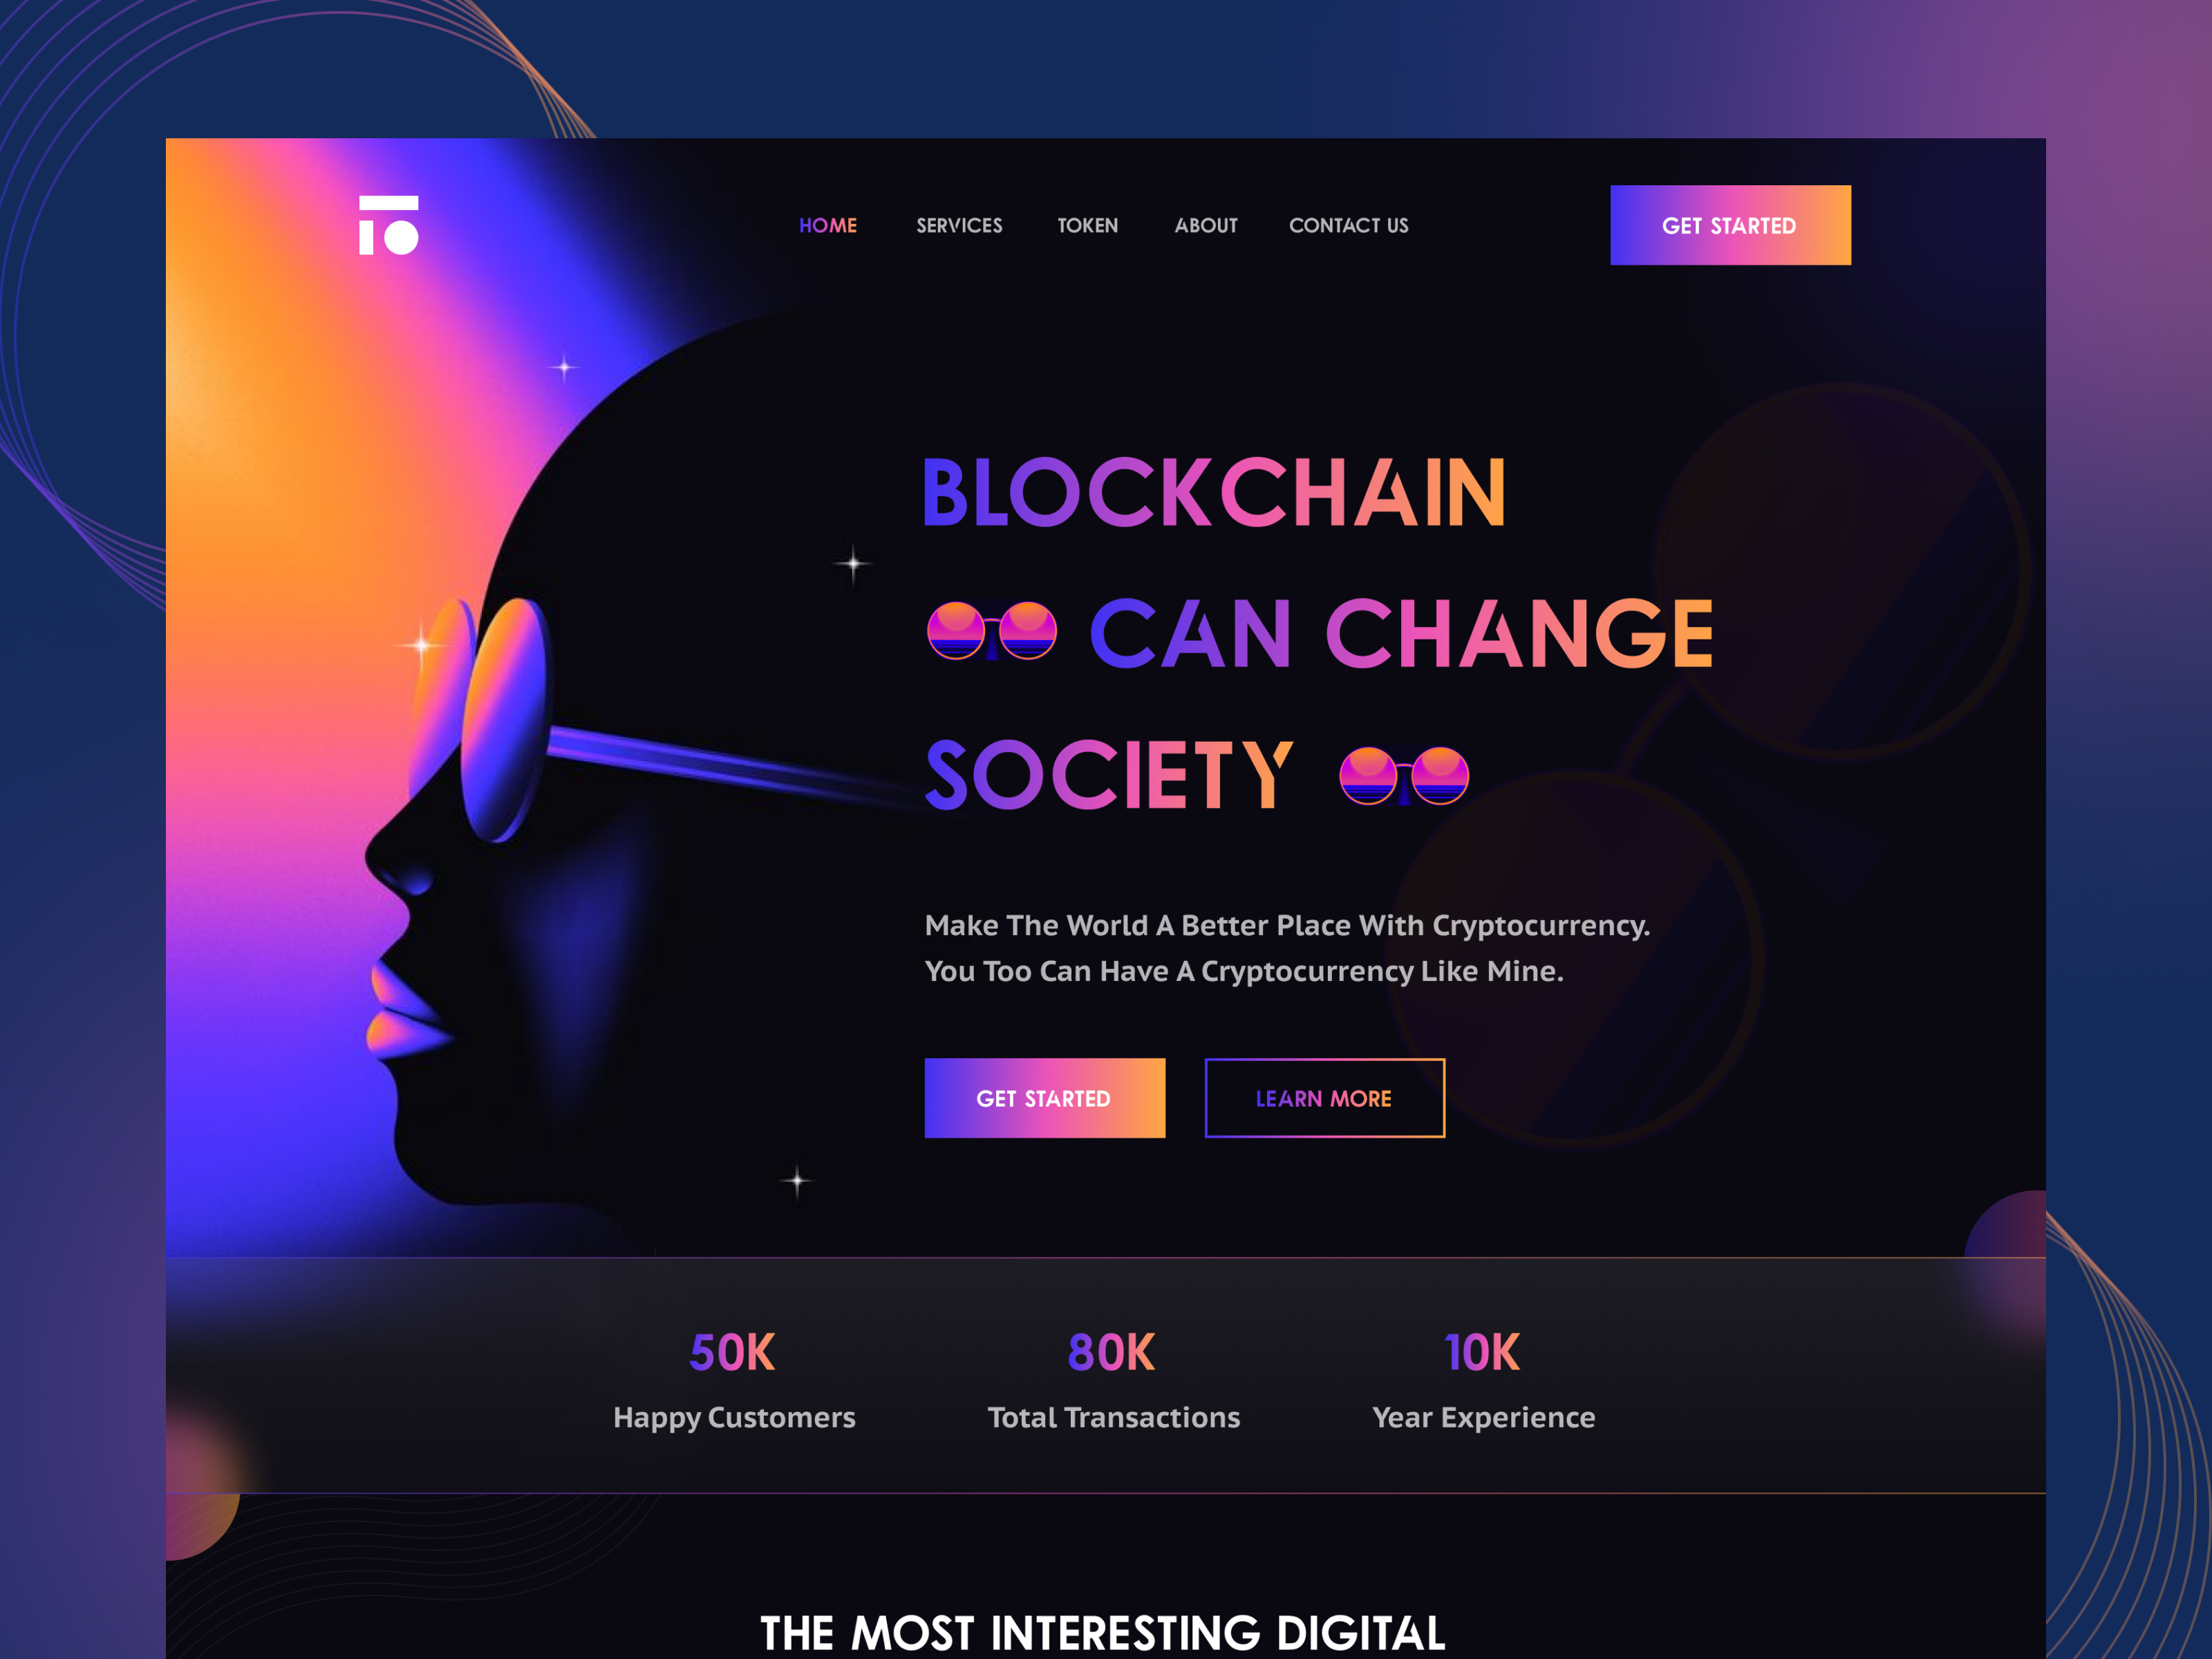 HOME SERVICES TOKEN ABOUT CONTACT US GET STARTED
BLOCKCHAIN
CAN CHANGE
SOCIETY
Make The World A Better Place With Cryptocurrency.
You Too Can Have A Cryptocurrency Like Mine.
GET STARTED LEARN MORE
50K 80K 10K
Happy Customers Total Transactions Year Experience
THE MOST INTERESTING DIGITAL